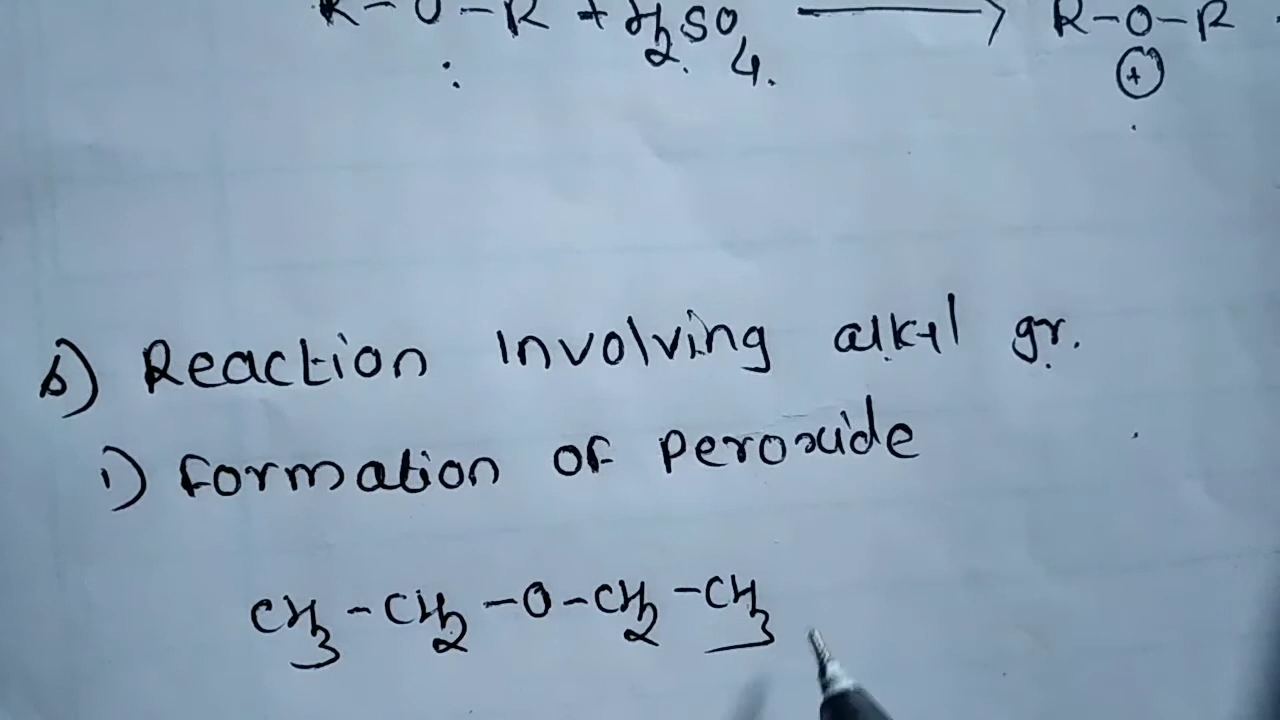 R-O-R + H2SO4. ⟶ R-O-R
⊕
b) Reaction Involving alkyl gr.
i) Formation of Peroxide
CH3-CH2-O-CH2-CH3